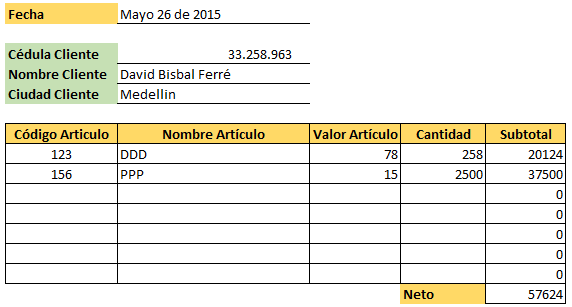 Fecha Mayo 26 de 2015
Cédula Cliente 33.258.963
Nombre Cliente David Bisbal Ferré
Ciudad Cliente Medellin
Código Articulo Nombre Artículo Valor Artículo Cantidad Subtotal
123 DDD 78 258 20124
156 PPP 15 2500 37500
0
0
0
0
0
Neto 57624